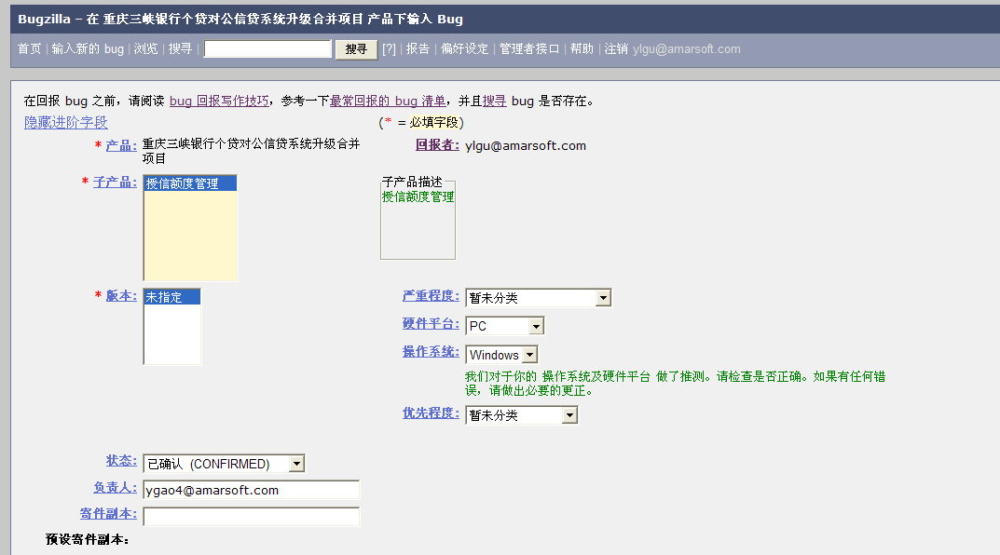 Bugzilla – 在 重庆三峡银行个贷对公信贷系统升级合并项目 产品下输入 Bug
首页 | 输入新的 bug | 浏览 | 搜寻 | 搜寻 [?] | 报告 | 偏好设定 | 管理者接口 | 帮助 | 注销 ylgu@amarsoft.com
在回报 bug 之前，请阅读 bug 回报写作技巧，参考一下最常回报的 bug 清单，并且搜寻 bug 是否存在。
隐藏进阶字段 (* = 必填字段)
* 产品: 重庆三峡银行个贷对公信贷系统升级合并
项目
回报者: ylgu@amarsoft.com
* 子产品: 授信额度管理
子产品描述
授信额度管理
* 版本: 未指定
严重程度: 暂未分类
硬件平台: PC
操作系统: Windows
我们对于你的 操作系统及硬件平台 做了推测。请检查是否正确。如果有任何错
误，请做出必要的更正。
优先程度: 暂未分类
状态: 已确认 (CONFIRMED)
负责人: ygao4@amarsoft.com
寄件副本:
预设寄件副本: